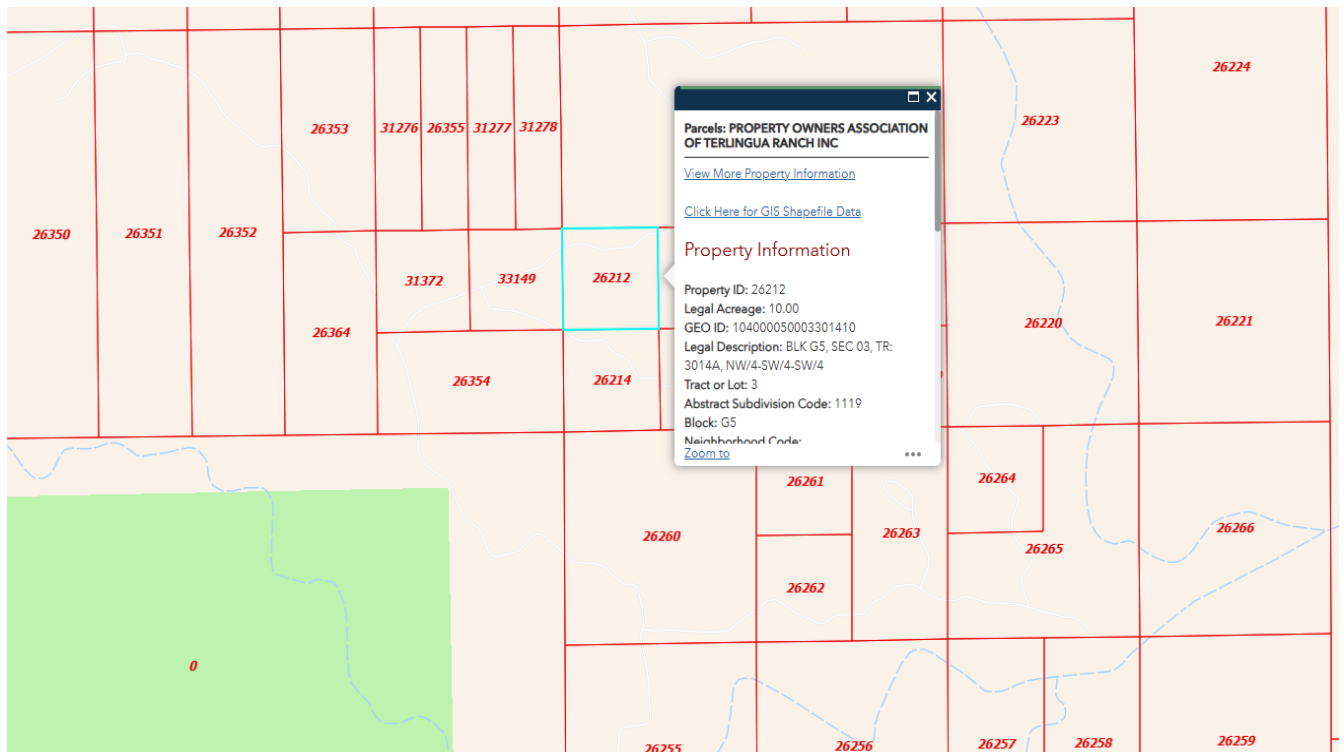 26224
26223
26353
31276
26355
31277
31278
Parcels: PROPERTY OWNERS ASSOCIATION
OF TERLINGUA RANCH INC
View More Property Information
Click Here for GIS Shapefile Data
Property Information
Property ID: 26212
Legal Acreage: 10.00
GEO ID: 104000050003301410
Legal Description: BLK G5, SEC 03, TR:
3014A, NW/4-SW/4-SW/4
Tract or Lot: 3
Abstract Subdivision Code: 1119
Block: G5
Neighborhood Code:
Zoom to
26350
26351
26352
31372
33149
26212
26364
26220
26221
26354
26214
26261
26264
26260
26263
26265
26266
26262
0
26255
26256
26257
26258
26259